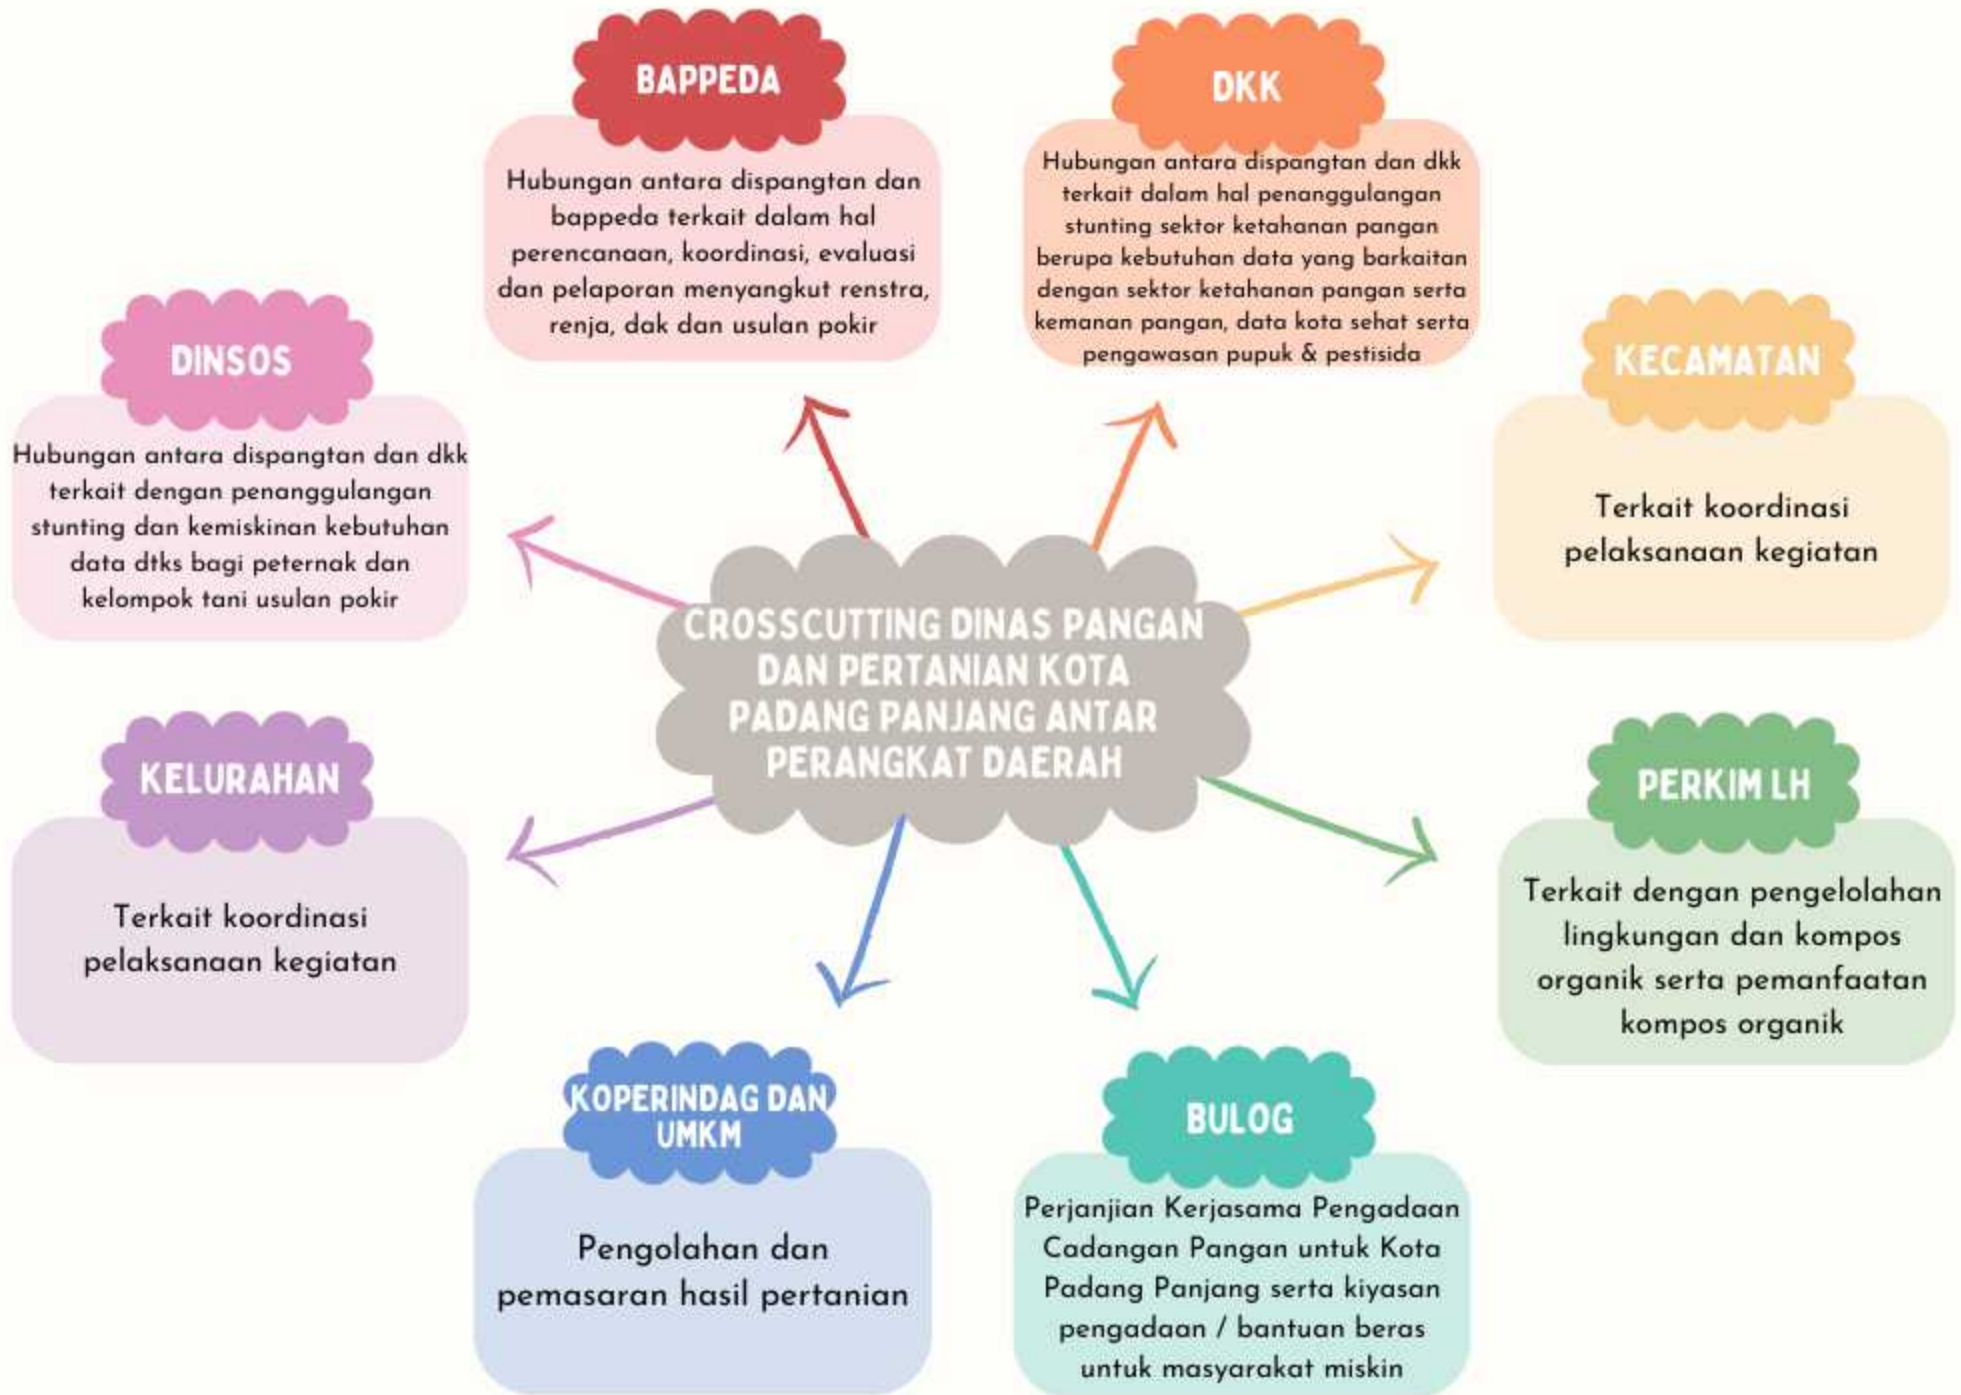 BAPPEDA
Hubungan antara dispangtan dan
bappeda terkait dalam hal
perencanaan, koordinasi, evaluasi
dan pelaporan menyangkut renstra,
renja, dak dan usulan pokir
DKK
Hubungan antara dispangtan dan dkk
terkait dalam hal penanggulangan
stunting sektor ketahanan pangan
berupa kebutuhan data yang barkaitan
dengan sektor ketahanan pangan serta
kemanan pangan, data kota sehat serta
pengawasan pupuk & pestisida
DINSOS
Hubungan antara dispangtan dan dkk
terkait dengan penanggulangan
stunting dan kemiskinan kebutuhan
data dtks bagi peternak dan
kelompok tani usulan pokir
KECAMATAN
Terkait koordinasi
pelaksanaan kegiatan
CROSSCUTTING DINAS PANGAN
DAN PERTANIAN KOTA
PADANG PANJANG ANTAR
PERANGKAT DAERAH
KELURAHAN
Terkait koordinasi
pelaksanaan kegiatan
PERKIM LH
Terkait dengan pengelolahan
lingkungan dan kompos
organik serta pemanfaatan
kompos organik
KOPERINDAG DAN
UMKM
Pengolahan dan
pemasaran hasil pertanian
BULOG
Perjanjian Kerjasama Pengadaan
Cadangan Pangan untuk Kota
Padang Panjang serta kiyasan
pengadaan / bantuan beras
untuk masyarakat miskin